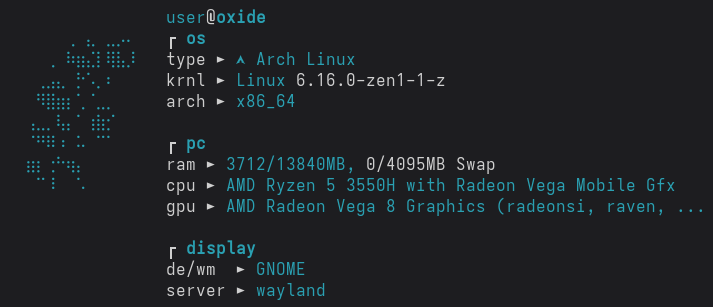 user@oxide
┌ os
type ► Arch Linux
krnl ► Linux 6.16.0-zen1-1-z
arch ► x86_64
┌ pc
ram ► 3712/13840MB, 0/4095MB Swap
cpu ► AMD Ryzen 5 3550H with Radeon Vega Mobile Gfx
gpu ► AMD Radeon Vega 8 Graphics (radeonsi, raven, ...
┌ display
de/wm ► GNOME
server ► wayland